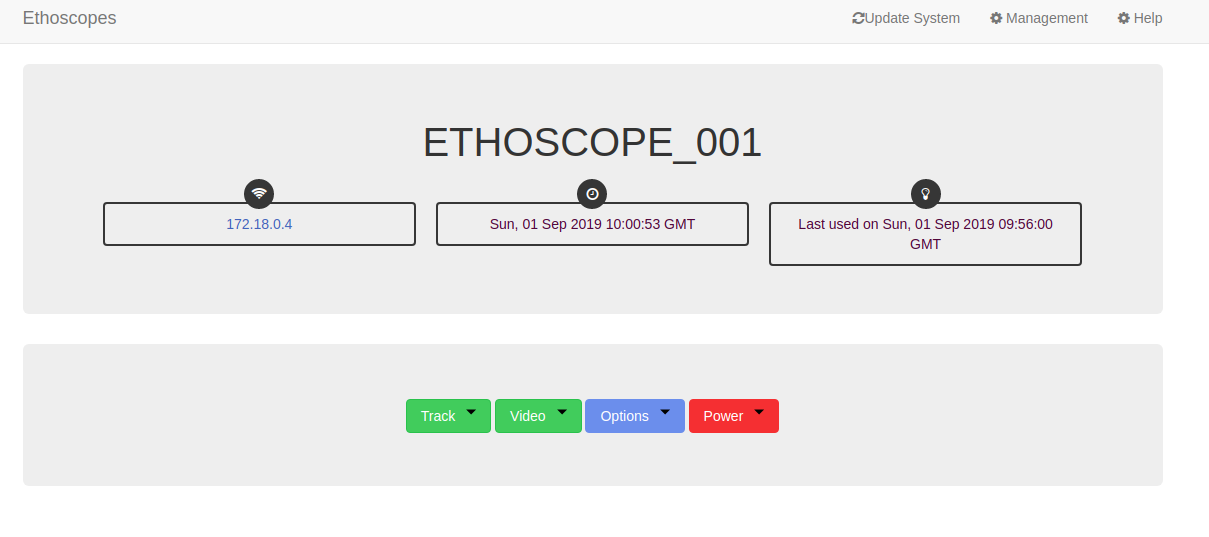 Ethoscopes
Update System
Management
Help
ETHOSCOPE_001
172.18.0.4
Sun, 01 Sep 2019 10:00:53 GMT
Last used on Sun, 01 Sep 2019 09:56:00
GMT
Track
Video
Options
Power